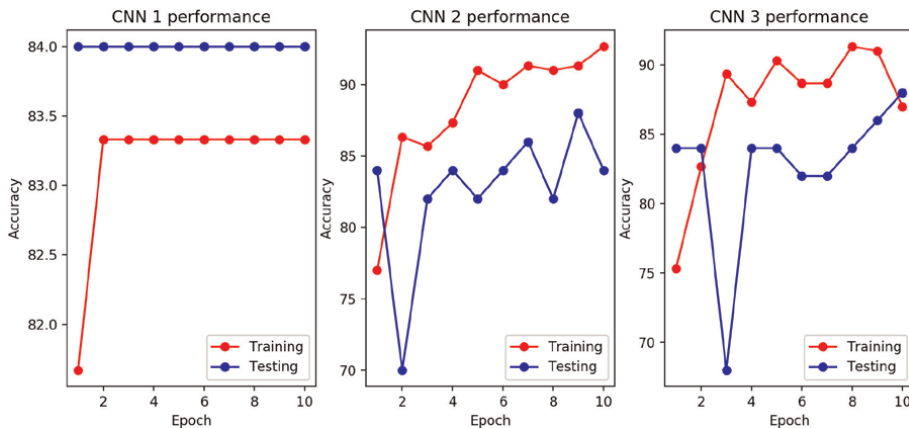 CNN 1 performance
84.0
83.5
83.0
82.5
82.0
Accuracy
2 4 6 8 10
Epoch
Training
Testing
CNN 2 performance
90
85
80
75
70
Accuracy
2 4 6 8 10
Epoch
Training
Testing
CNN 3 performance
90
85
80
75
70
Accuracy
2 4 6 8 10
Epoch
Training
Testing